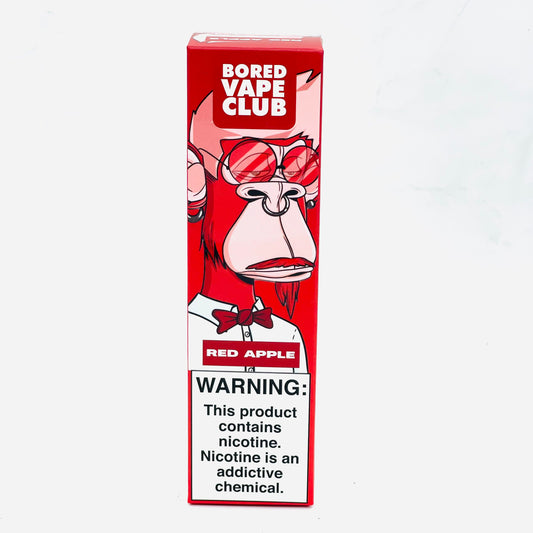 BORED
VAPE
CLUB
RED APPLE
WARNING:
This product
contains
nicotine.
Nicotine is an
addictive
chemical.